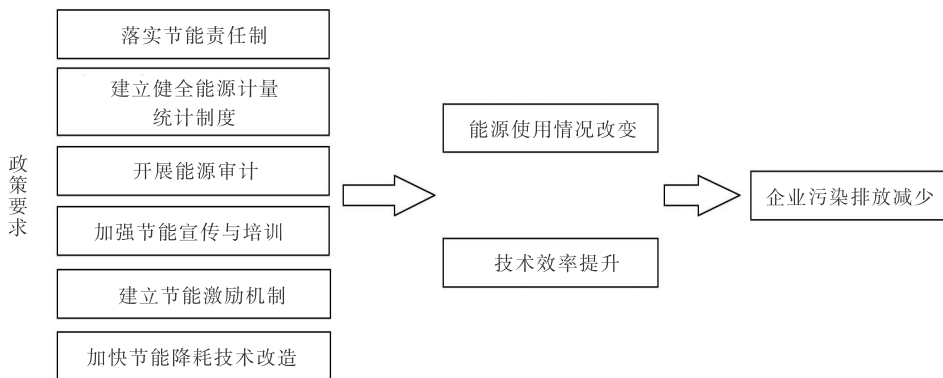 政策要求
落实节能责任制
建立健全能源计量
统计制度
开展能源审计
加强节能宣传与培训
建立节能激励机制
加快节能降耗技术改造
能源使用情况改变
技术效率提升
企业污染排放减少